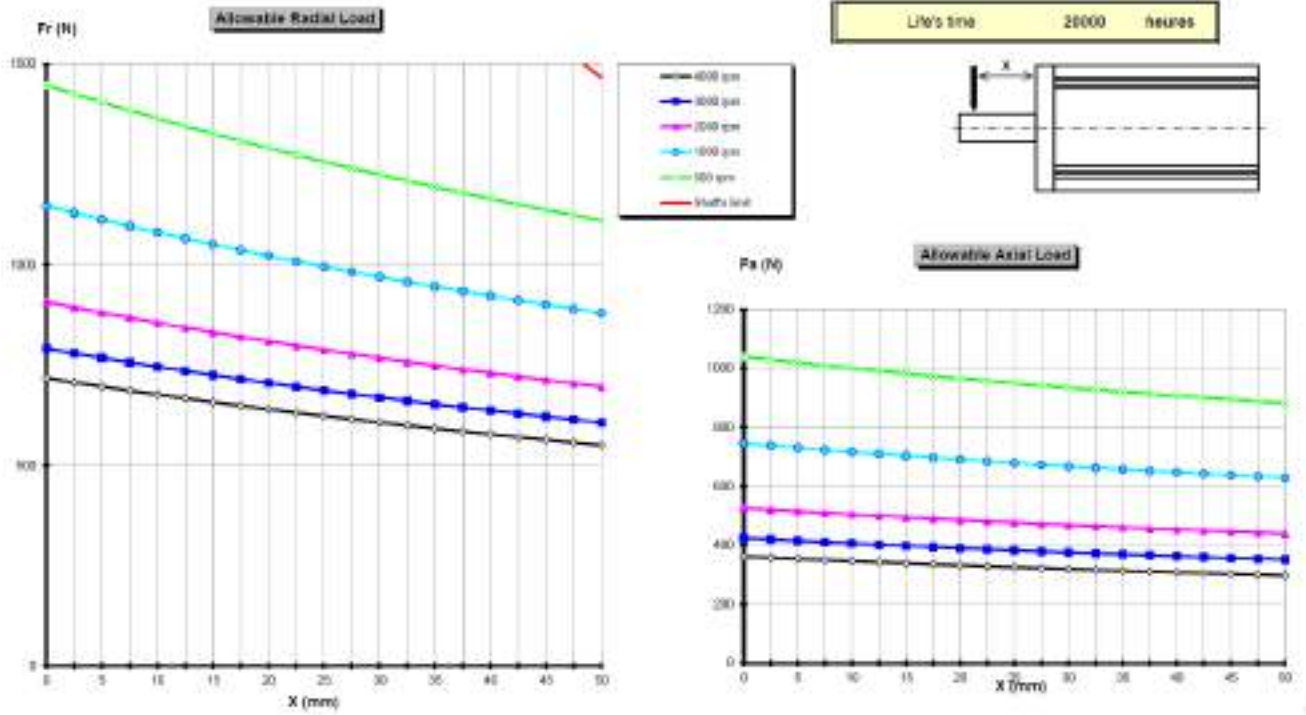 Allowable Radial Load
Fr (N)
1500
1000
500
0
0 5 10 15 20 25 30 35 40 45 50
X (mm)
4000 rpm
3000 rpm
2000 rpm
1000 rpm
500 rpm
Shaft's limit
Life's time 20000 heures
X
Allowable Axial Load
Fa (N)
1200
1000
800
600
400
200
0
0 5 10 15 20 25 30 35 40 45 50
X (mm)